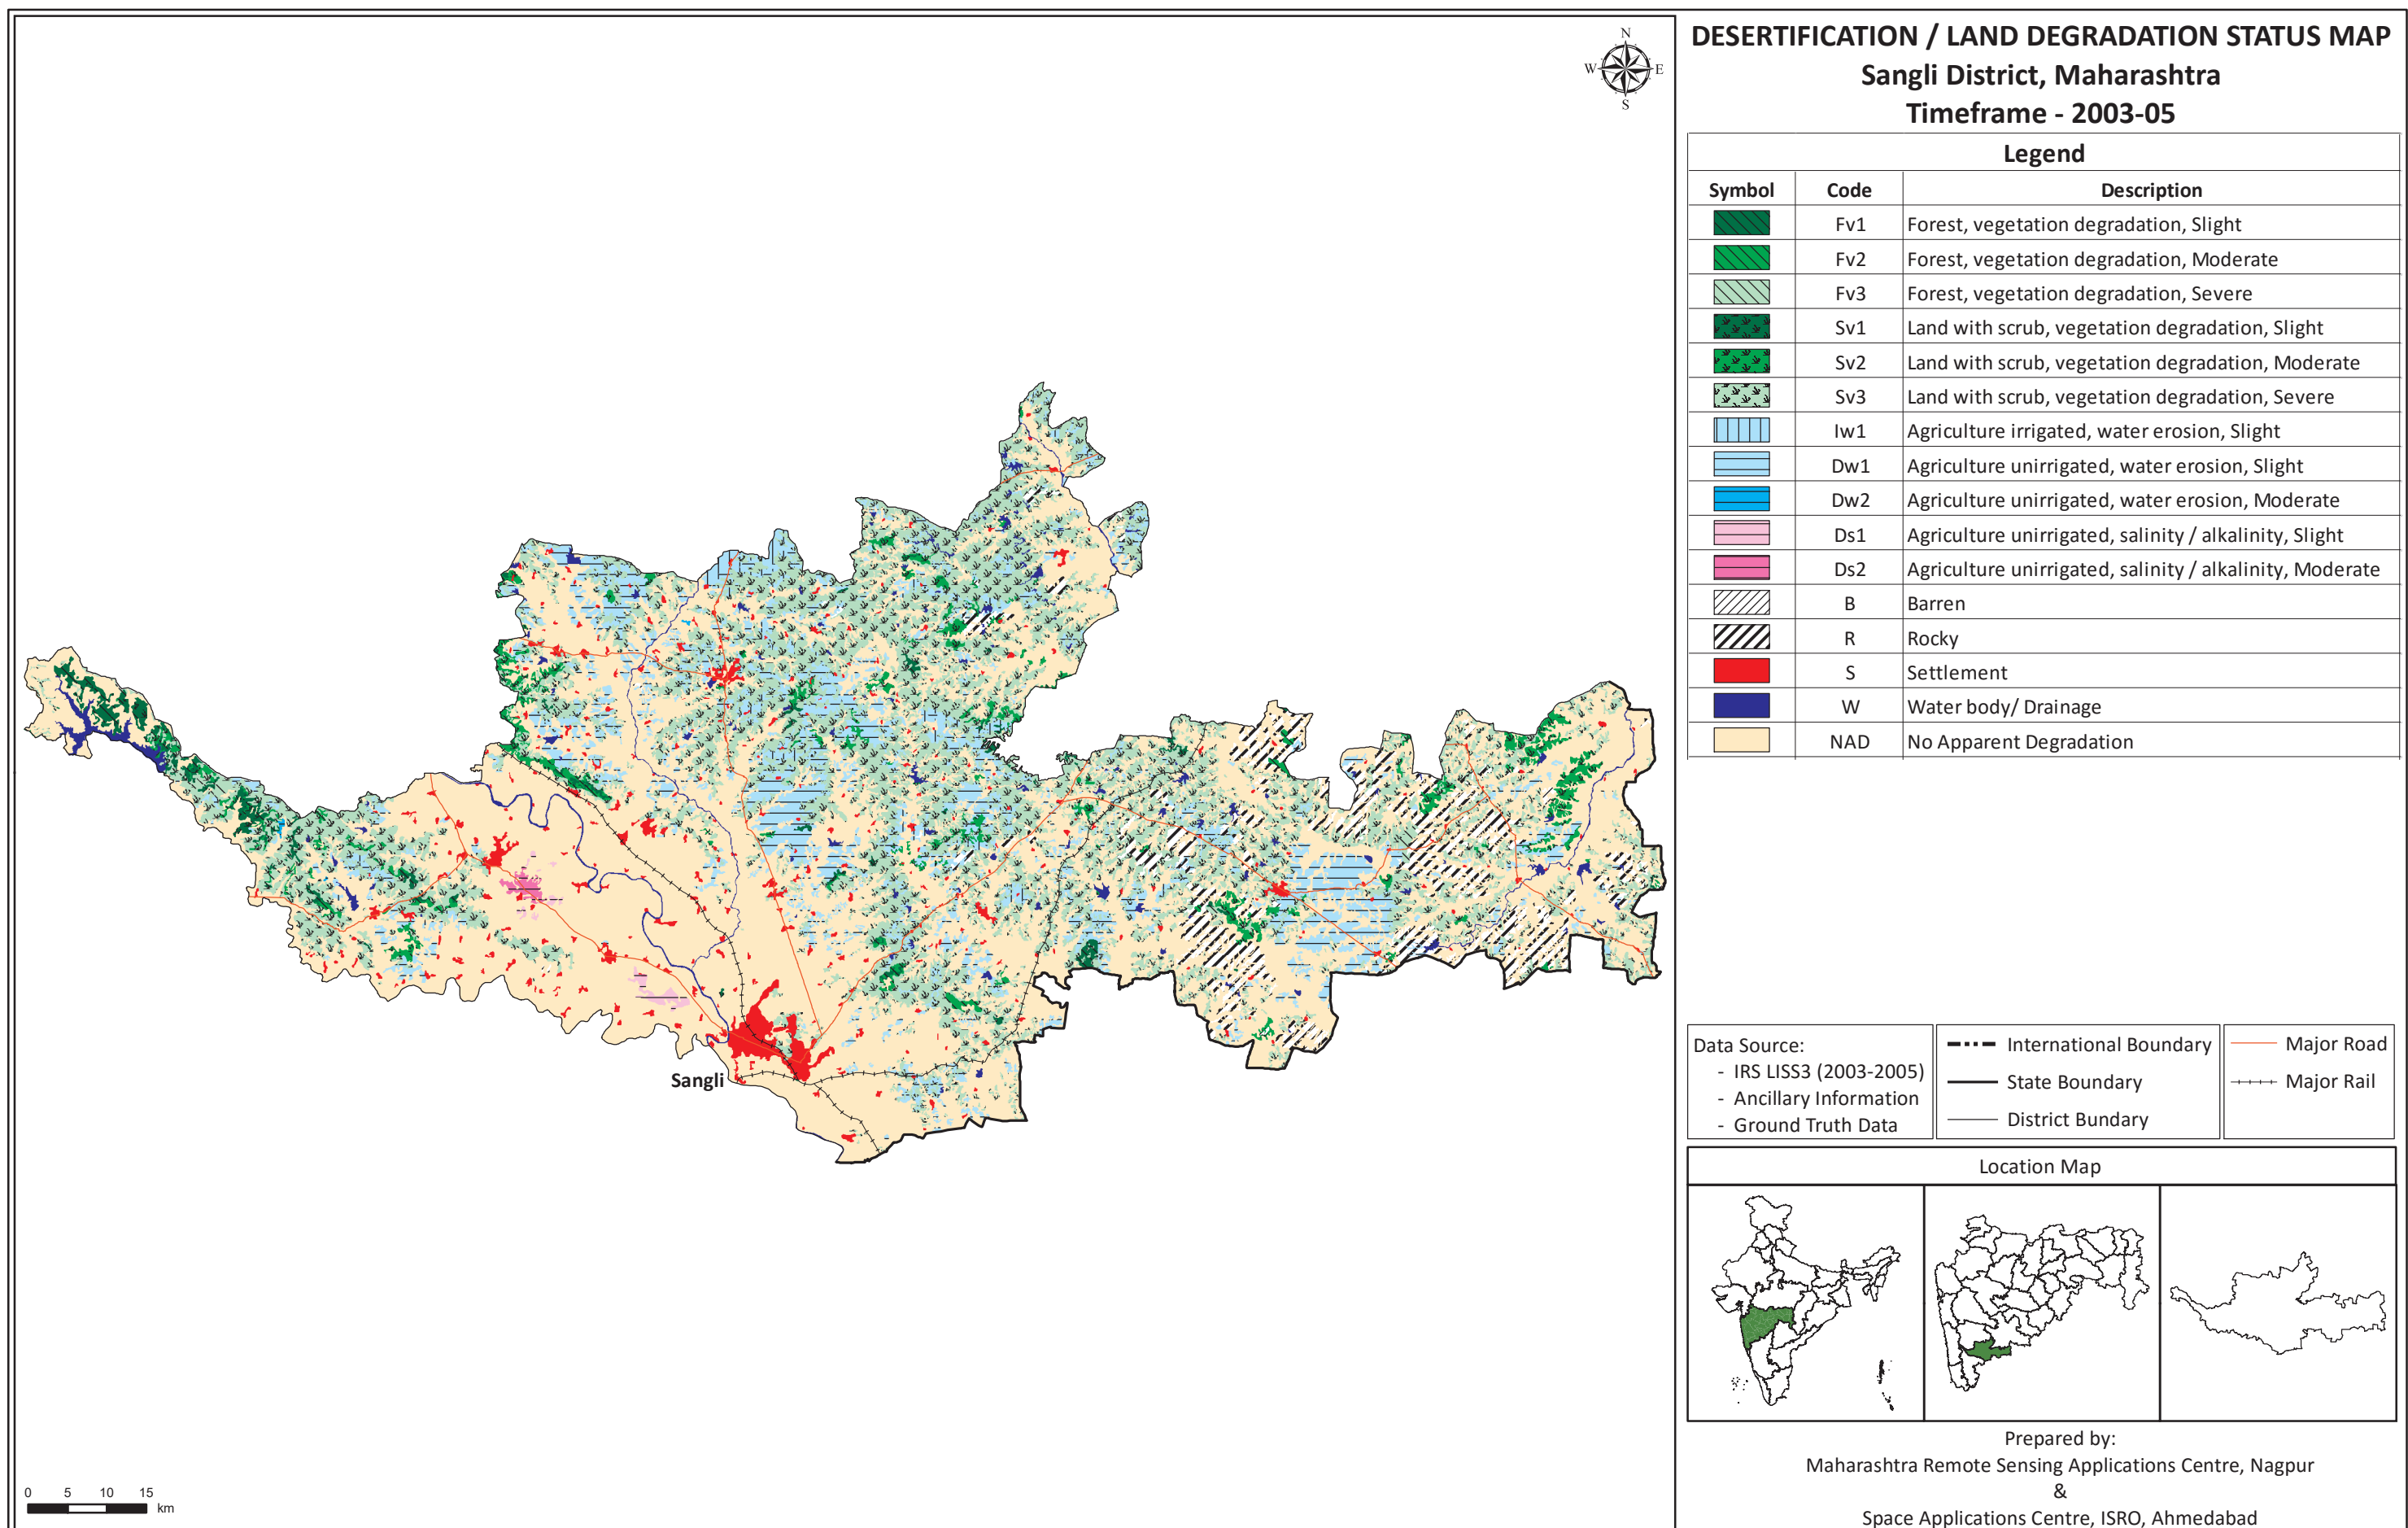 N
W E
S
Sangli
0 5 10 15
km
DESERTIFICATION / LAND DEGRADATION STATUS MAP
Sangli District, Maharashtra
Timeframe - 2003-05
Legend
Symbol Code Description
Fv1 Forest, vegetation degradation, Slight
Fv2 Forest, vegetation degradation, Moderate
Fv3 Forest, vegetation degradation, Severe
Sv1 Land with scrub, vegetation degradation, Slight
Sv2 Land with scrub, vegetation degradation, Moderate
Sv3 Land with scrub, vegetation degradation, Severe
Iw1 Agriculture irrigated, water erosion, Slight
Dw1 Agriculture unirrigated, water erosion, Slight
Dw2 Agriculture unirrigated, water erosion, Moderate
Ds1 Agriculture unirrigated, salinity / alkalinity, Slight
Ds2 Agriculture unirrigated, salinity / alkalinity, Moderate
B Barren
R Rocky
S Settlement
W Water body/ Drainage
NAD No Apparent Degradation
Data Source:
- IRS LISS3 (2003-2005)
- Ancillary Information
- Ground Truth Data
International Boundary
State Boundary
District Bundary
Major Road
Major Rail
Location Map
Prepared by:
Maharashtra Remote Sensing Applications Centre, Nagpur
&
Space Applications Centre, ISRO, Ahmedabad